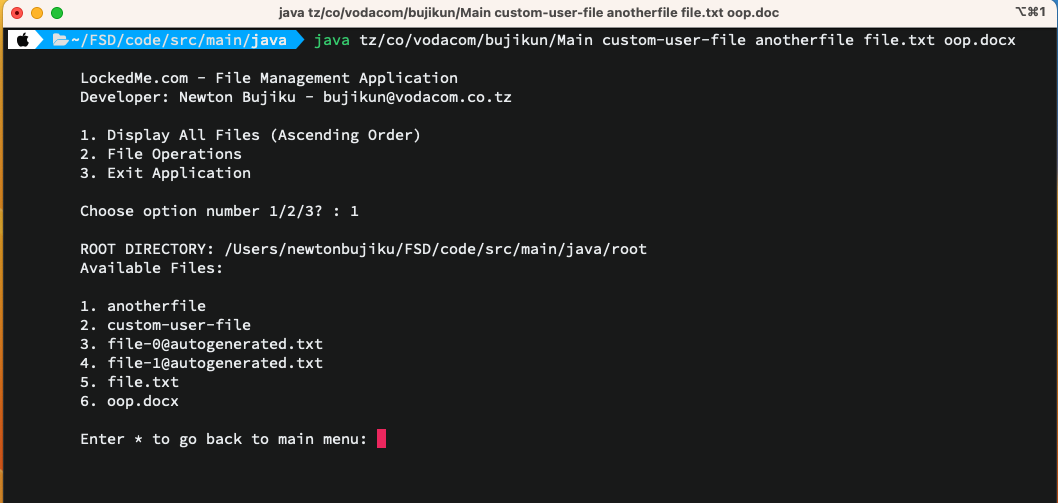 java tz/co/vodacom/bujikun/Main custom-user-file anotherfile file.txt oop.doc
⌥⌘1
~/FSD/code/src/main/java java tz/co/vodacom/bujikun/Main custom-user-file anotherfile file.txt oop.docx
LockedMe.com - File Management Application
Developer: Newton Bujiku - bujikun@vodacom.co.tz
1. Display All Files (Ascending Order)
2. File Operations
3. Exit Application
Choose option number 1/2/3? : 1
ROOT DIRECTORY: /Users/newtonbujiku/FSD/code/src/main/java/root
Available Files:
1. anotherfile
2. custom-user-file
3. file-0@autogenerated.txt
4. file-1@autogenerated.txt
5. file.txt
6. oop.docx
Enter * to go back to main menu: